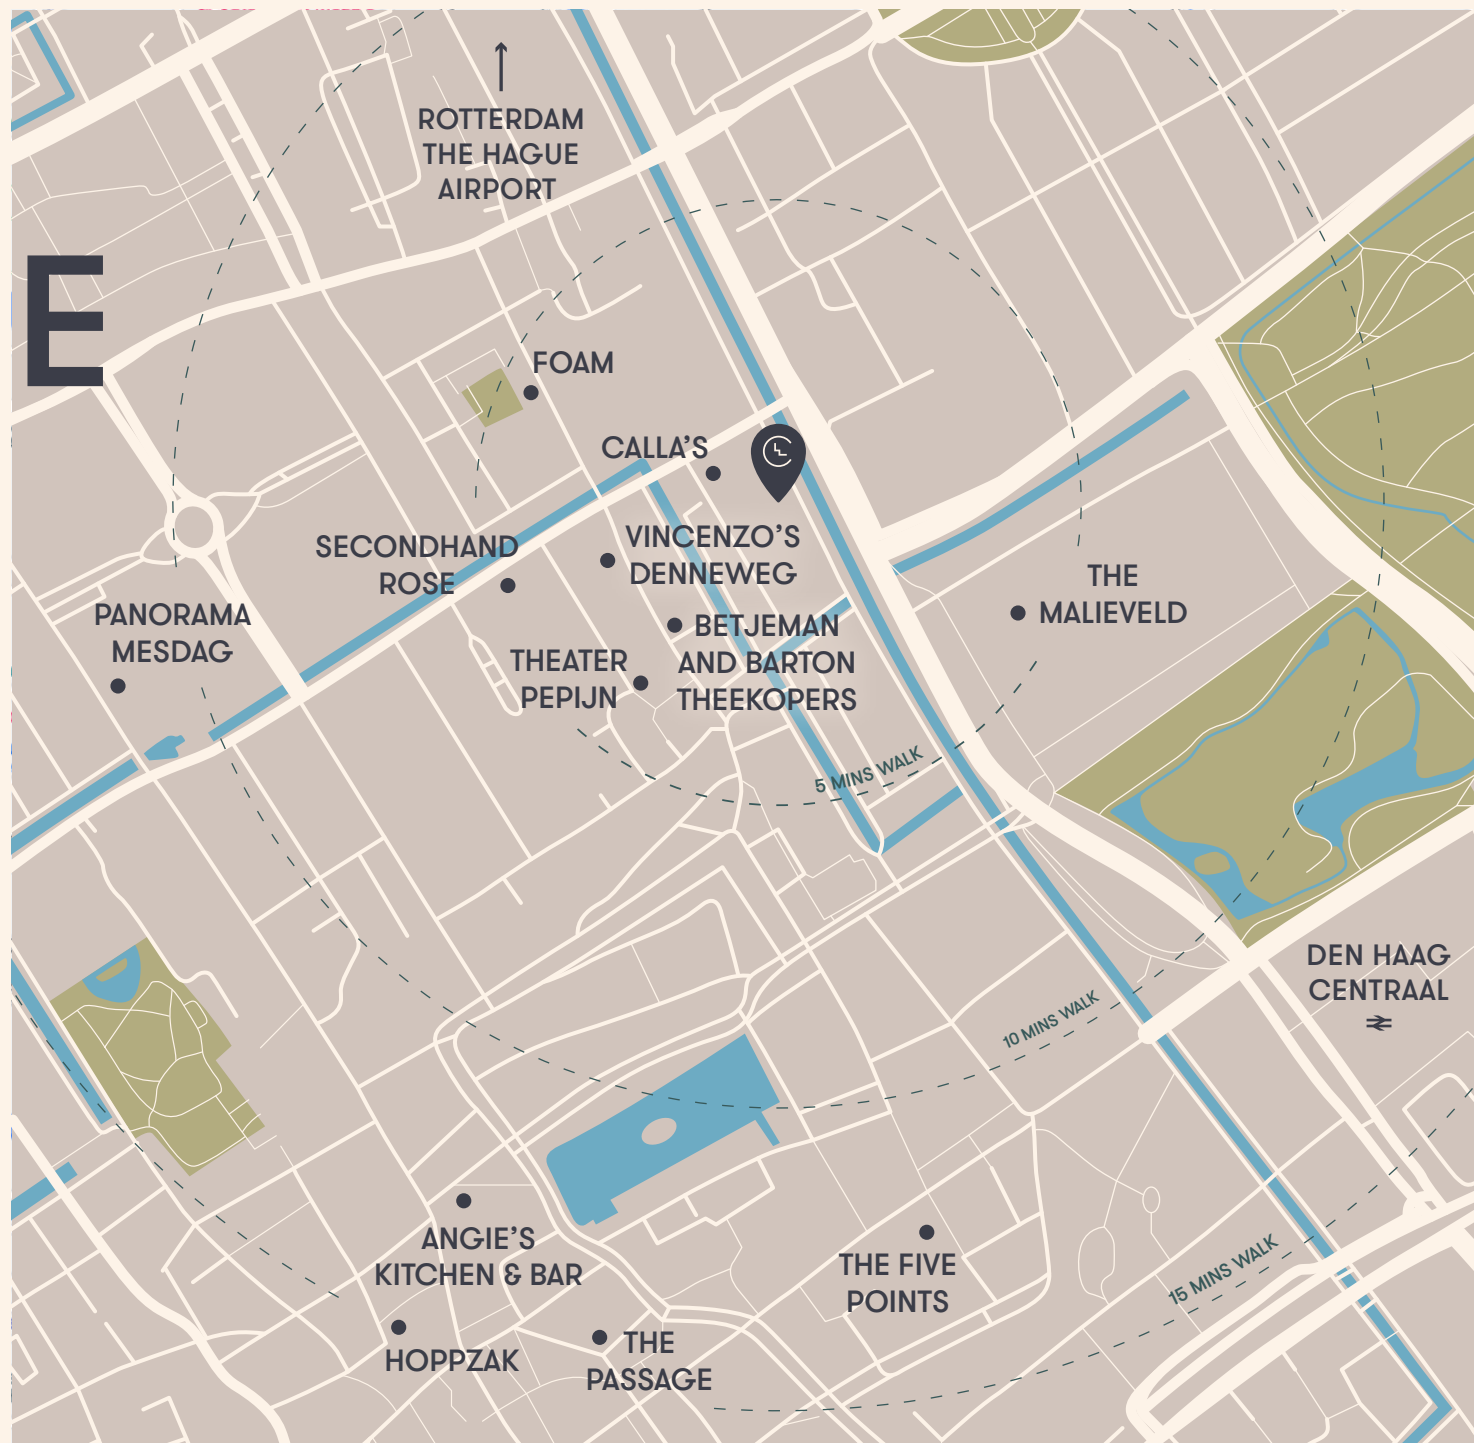 ROTTERDAM
THE HAGUE
AIRPORT
E
FOAM
CALLA'S
SECONDHAND
ROSE
VINCENZO'S
DENNEWEG
THE
MALIEVELD
PANORAMA
MESDAG
BETJEMAN
AND BARTON
THEEKOPERS
THEATER
PEPIJN
5 MINS WALK
DEN HAAG
CENTRAAL
10 MINS WALK
ANGIE'S
KITCHEN & BAR
THE FIVE
POINTS
15 MINS WALK
HOPPZAK
THE
PASSAGE